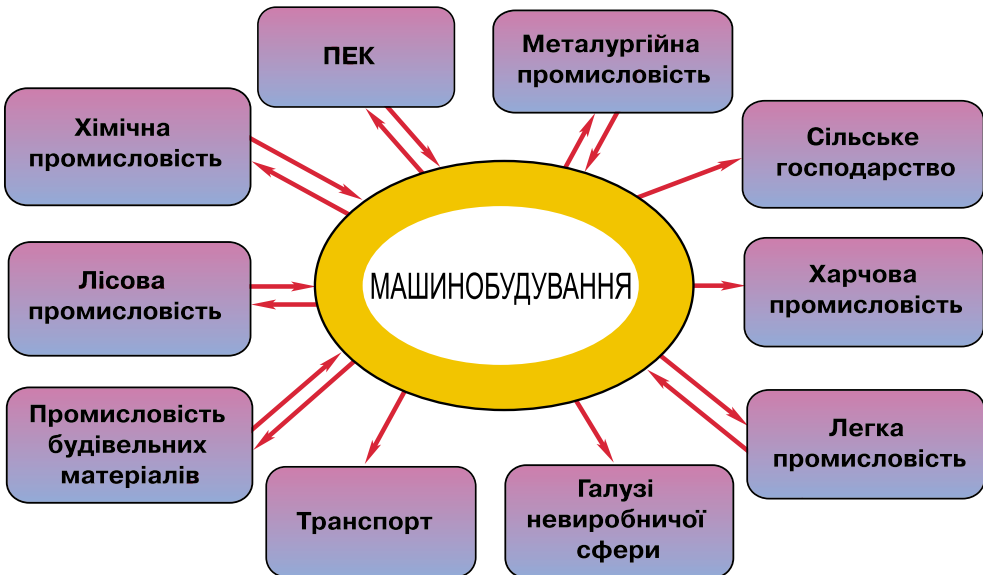 ПЕК
Металургійна
промисловість
Хімічна
промисловість
Сільське
господарство
МАШИНОБУДУВАННЯ
Лісова
промисловість
Харчова
промисловість
Промисловість
будівельних
матеріалів
Легка
промисловість
Транспорт
Галузі
невиробничої
сфери